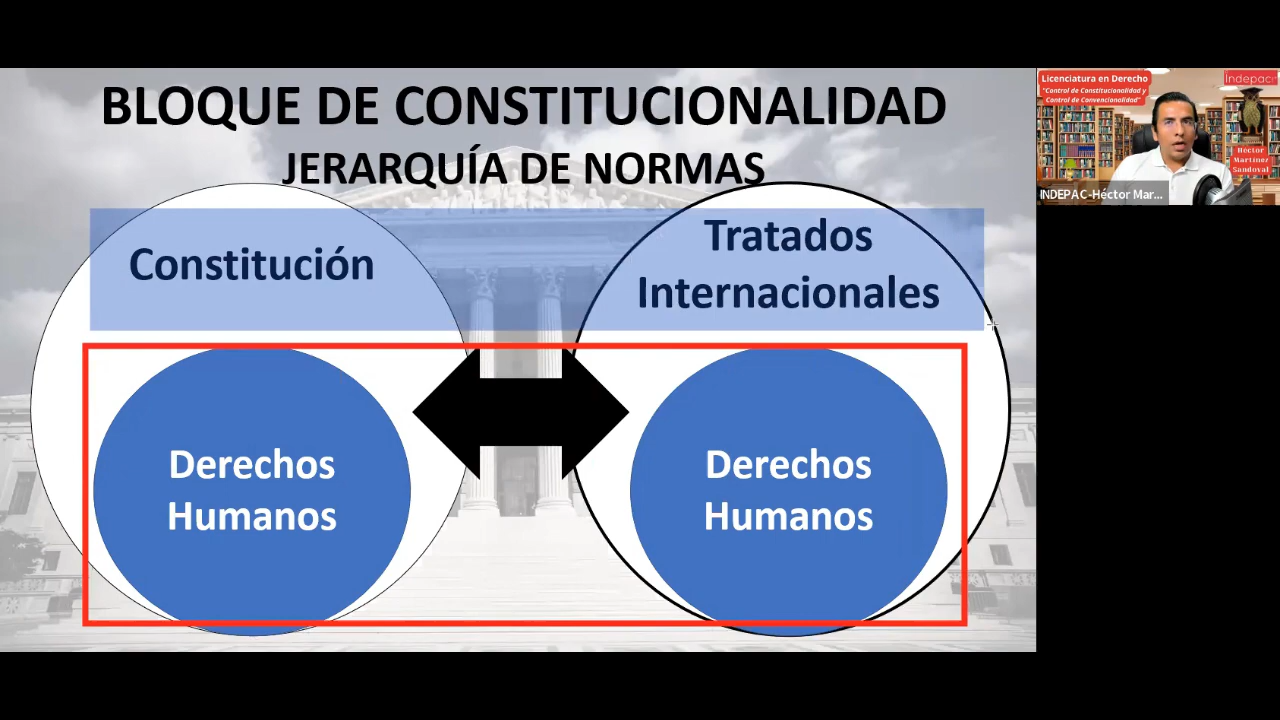 BLOQUE DE CONSTITUCIONALIDAD
JERARQUÍA DE NORMAS
Constitución
Tratados
Internacionales
Derechos
Humanos
Derechos
Humanos
Licenciatura en Derecho
"Control de Constitucionalidad y
Control de Convencionalidad"
Indepac
Héctor
Martínez
Sandoval
INDEPAC-Héctor Mar...